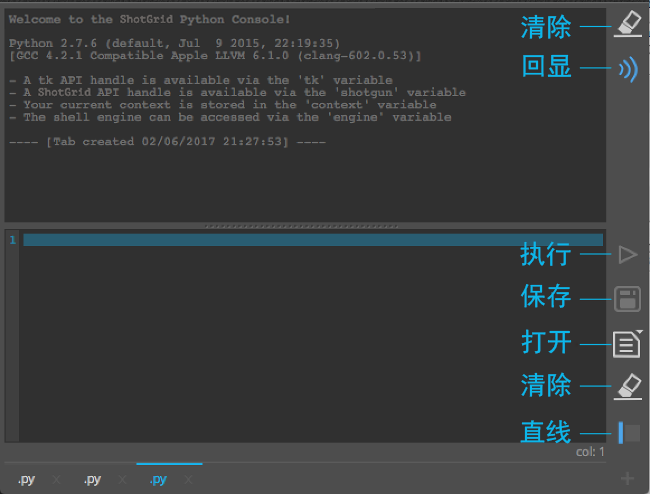 Welcome to the ShotGrid Python Console!
清除
Python 2.7.6 (default, Jul  9 2015, 22:19:35)
[GCC 4.2.1 Compatible Apple LLVM 6.1.0 (clang-602.0.53)]
回显
- A tk API handle is available via the 'tk' variable
- A ShotGrid API handle is available via the 'shotgun' variable
- Your current context is stored in the 'context' variable
- The shell engine can be accessed via the 'engine' variable
---- [Tab created 02/06/2017 21:27:53] ----
1
执行
保存
打开
清除
直线
col: 1
.py x .py x .py x